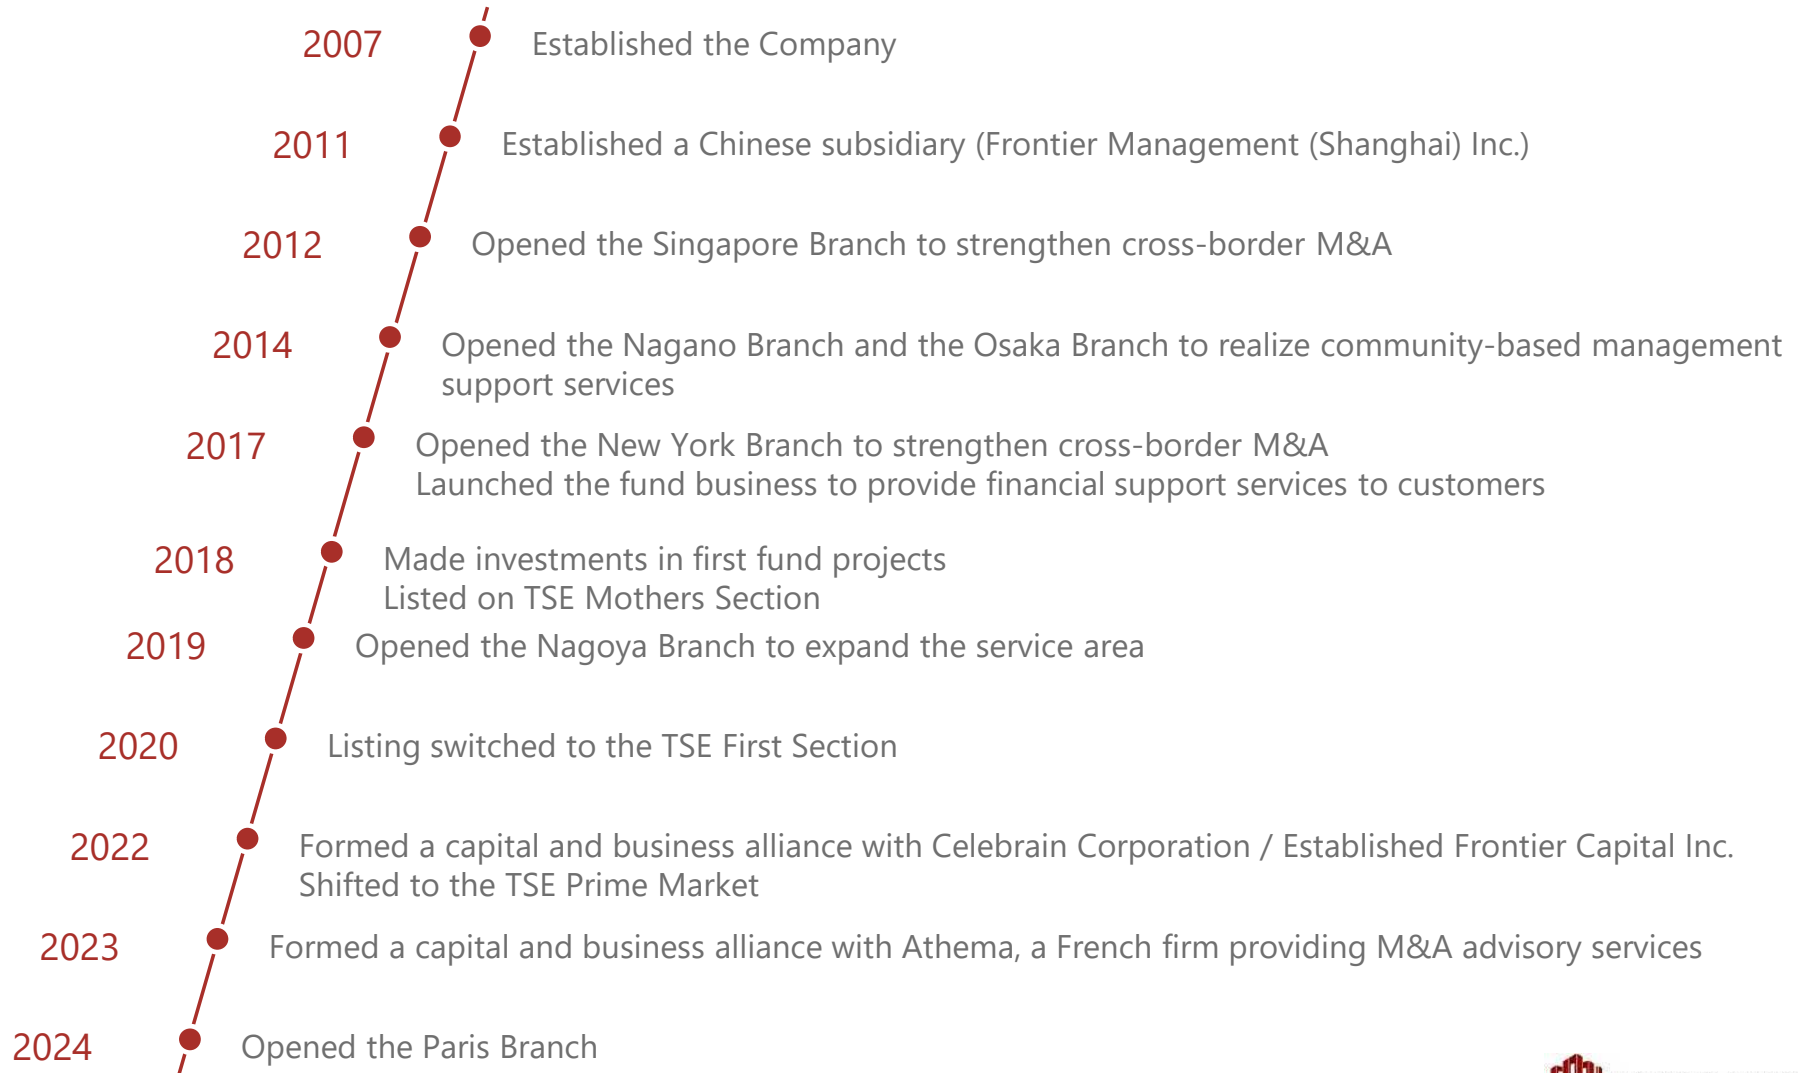 2007 Established the Company
2011 Established a Chinese subsidiary (Frontier Management (Shanghai) Inc.)
2012 Opened the Singapore Branch to strengthen cross-border M&A
2014 Opened the Nagano Branch and the Osaka Branch to realize community-based management
support services
2017 Opened the New York Branch to strengthen cross-border M&A
Launched the fund business to provide financial support services to customers
2018 Made investments in first fund projects
Listed on TSE Mothers Section
2019 Opened the Nagoya Branch to expand the service area
2020 Listing switched to the TSE First Section
2022 Formed a capital and business alliance with Celebrain Corporation / Established Frontier Capital Inc.
Shifted to the TSE Prime Market
2023 Formed a capital and business alliance with Athema, a French firm providing M&A advisory services
2024 Opened the Paris Branch